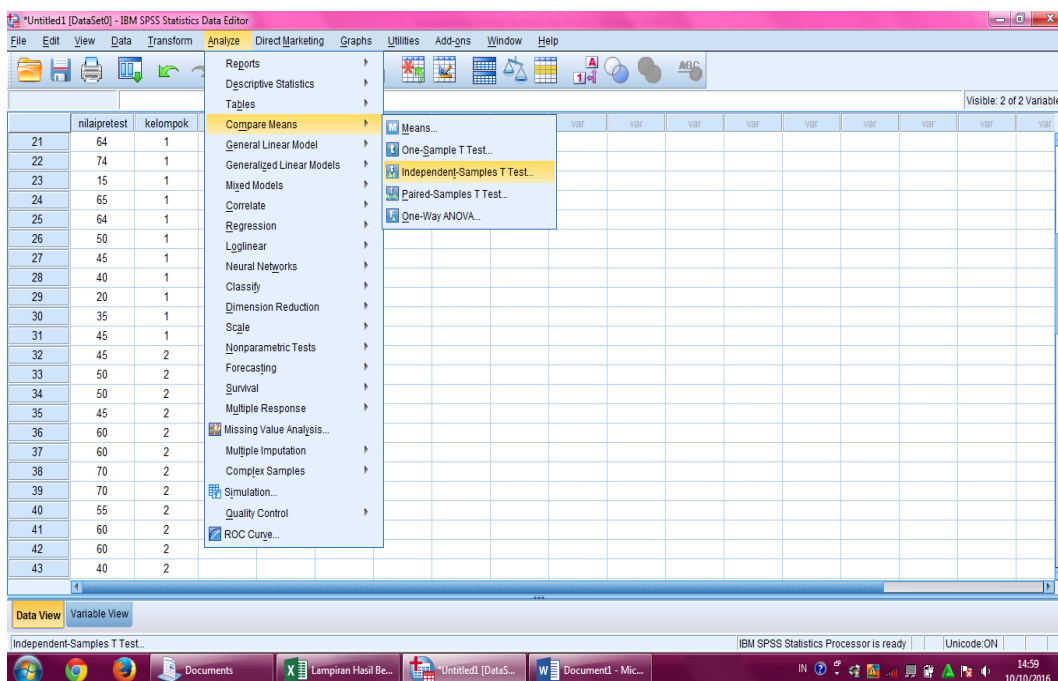 *Untitled1 [DataSet0] - IBM SPSS Statistics Data Editor
File Edit View Data Transform Analyze Direct Marketing Graphs Utilities Add-ons Window Help
Visible: 2 of 2 Variable
nilaipretest kelompok var var var var var var var var
21 64 1
22 74 1
23 15 1
24 65 1
25 64 1
26 50 1
27 45 1
28 40 1
29 20 1
30 35 1
31 45 1
32 45 2
33 50 2
34 50 2
35 45 2
36 60 2
37 60 2
38 70 2
39 70 2
40 55 2
41 60 2
42 60 2
43 40 2
Reports
Descriptive Statistics
Tables
Compare Means
General Linear Model
Generalized Linear Models
Mixed Models
Correlate
Regression
Loglinear
Neural Networks
Classify
Dimension Reduction
Scale
Nonparametric Tests
Forecasting
Survival
Multiple Response
Missing Value Analysis...
Multiple Imputation
Complex Samples
Simulation...
Quality Control
ROC Curve...
Means...
One-Sample T Test...
Independent-Samples T Test...
Paired-Samples T Test...
One-Way ANOVA...
Data View Variable View
Independent-Samples T Test...
IBM SPSS Statistics Processor is ready Unicode:ON
Documents Lampiran Hasil Be... *Untitled1 [DataS... Document1 - Mic... IN 14:59
10/10/2016